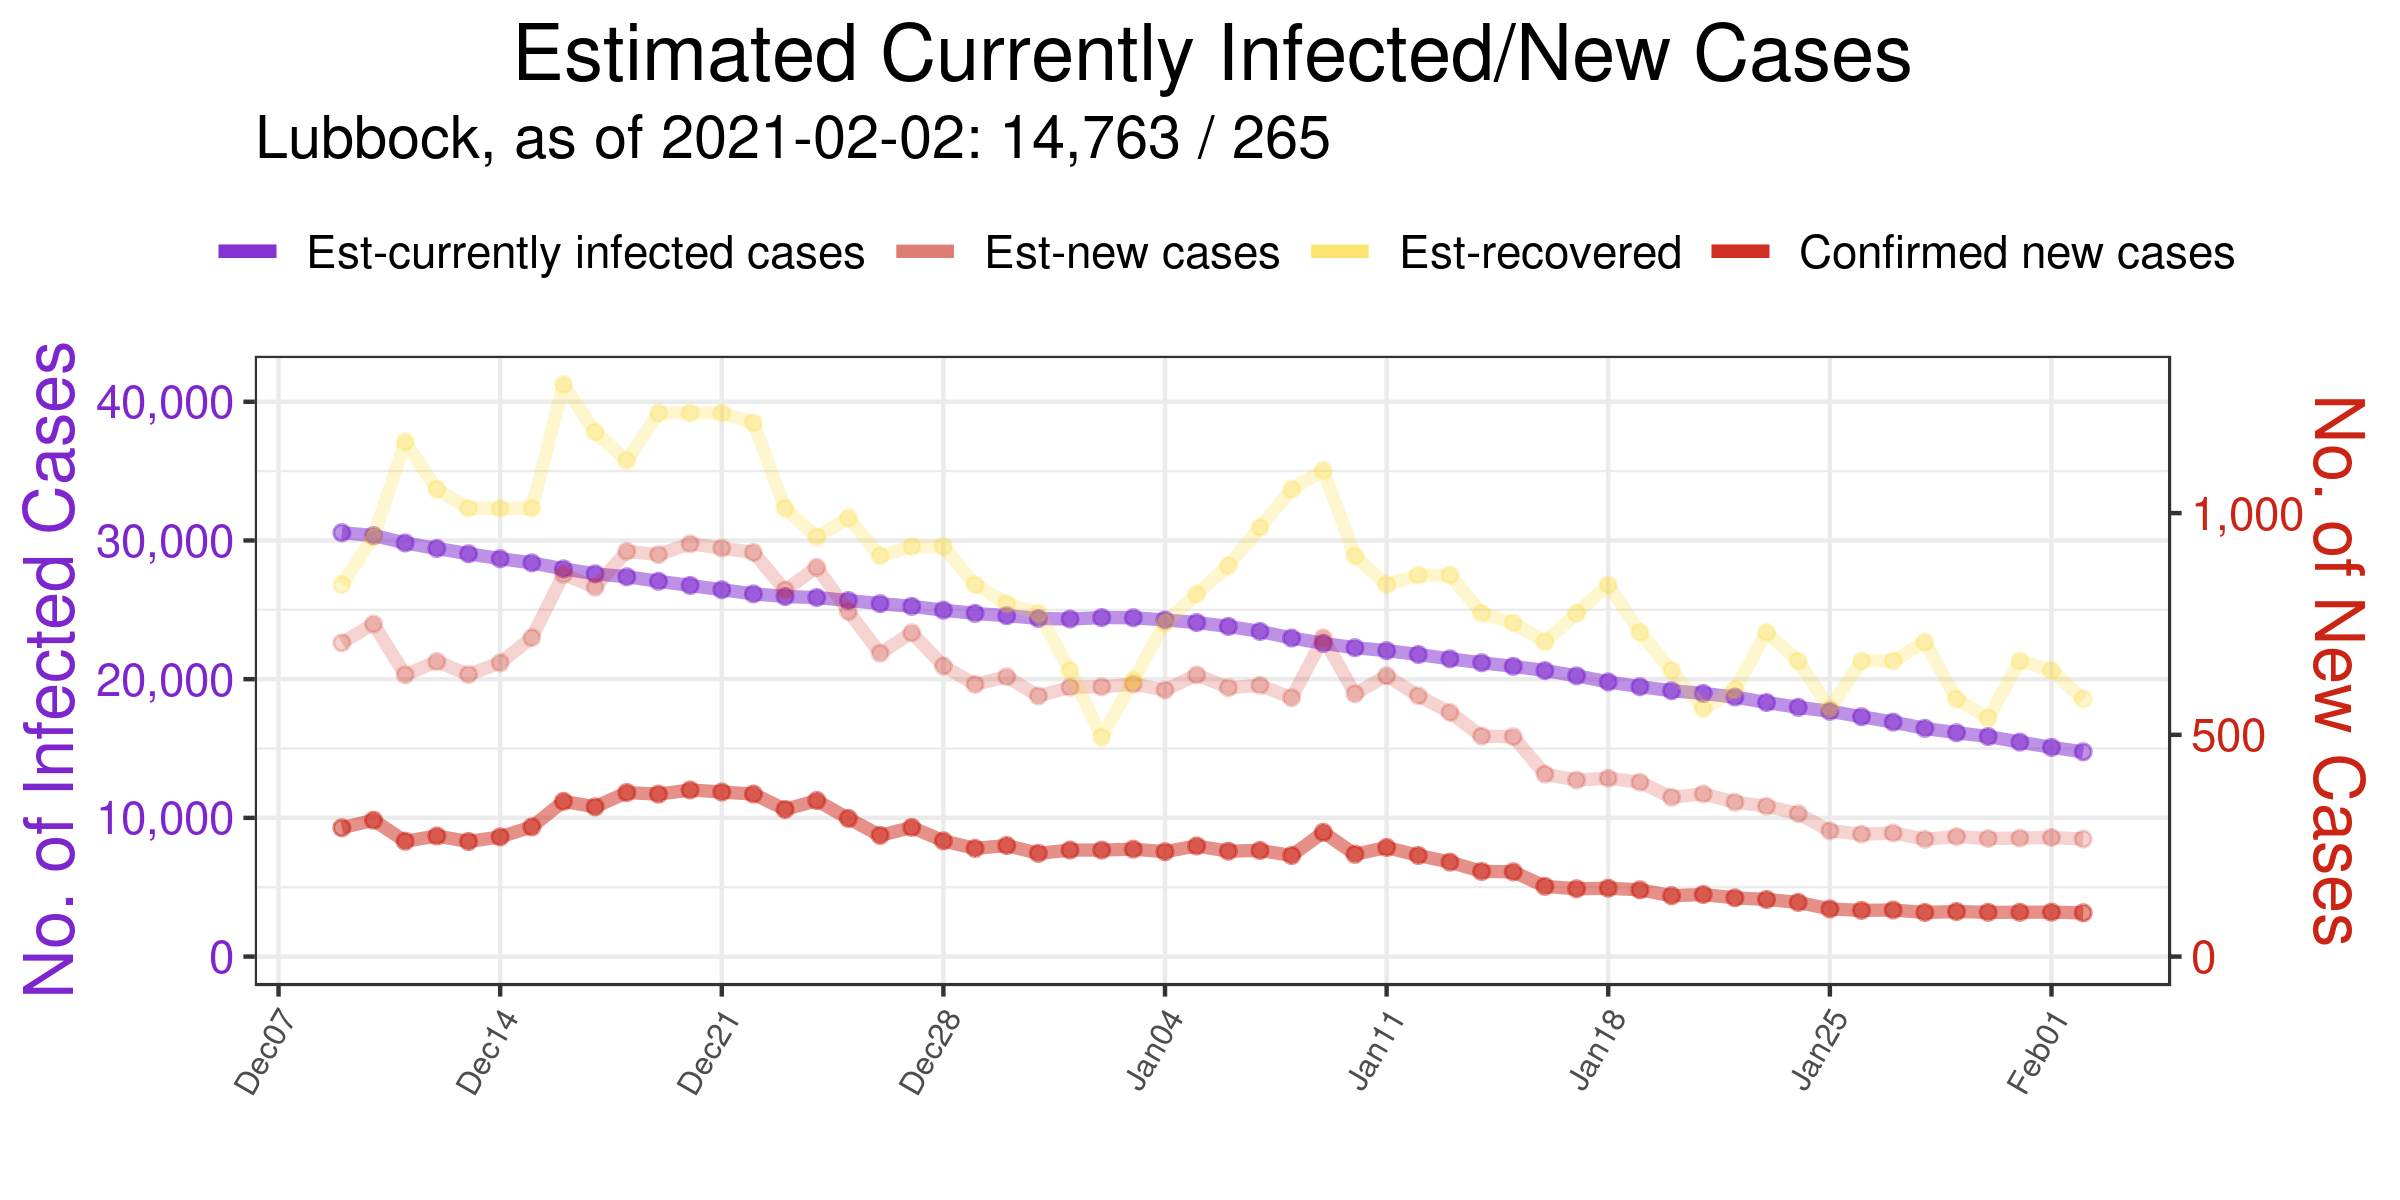 Estimated Currently Infected/New Cases
Lubbock, as of 2021-02-02: 14,763 / 265
Est-currently infected cases Est-new cases Est-recovered Confirmed new cases
No. of Infected Cases
40,000
30,000
20,000
10,000
0
1,000
500
0
No. of New Cases
Dec07 Dec14 Dec21 Dec28 Jan04 Jan11 Jan18 Jan25 Feb01